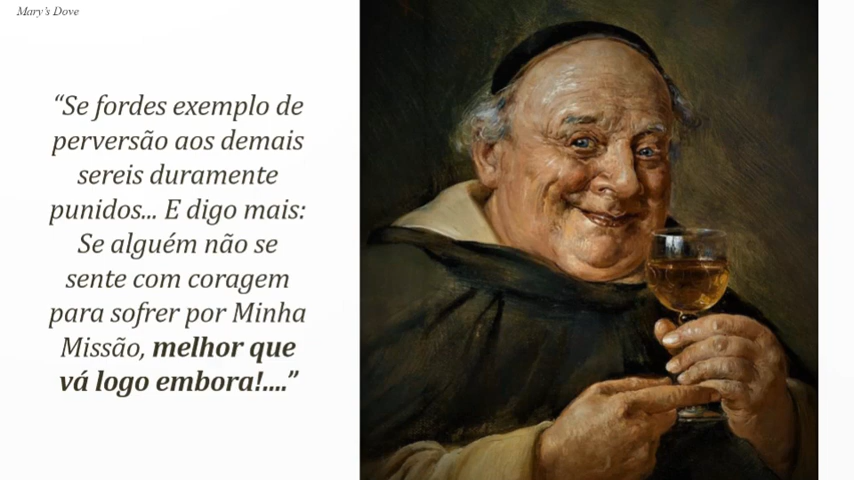 Mary's Dove
“Se fordes exemplo de
perversão aos demais
sereis duramente
punidos... E digo mais:
Se alguém não se
sente com coragem
para sofrer por Minha
Missão, melhor que
vá logo embora!....”